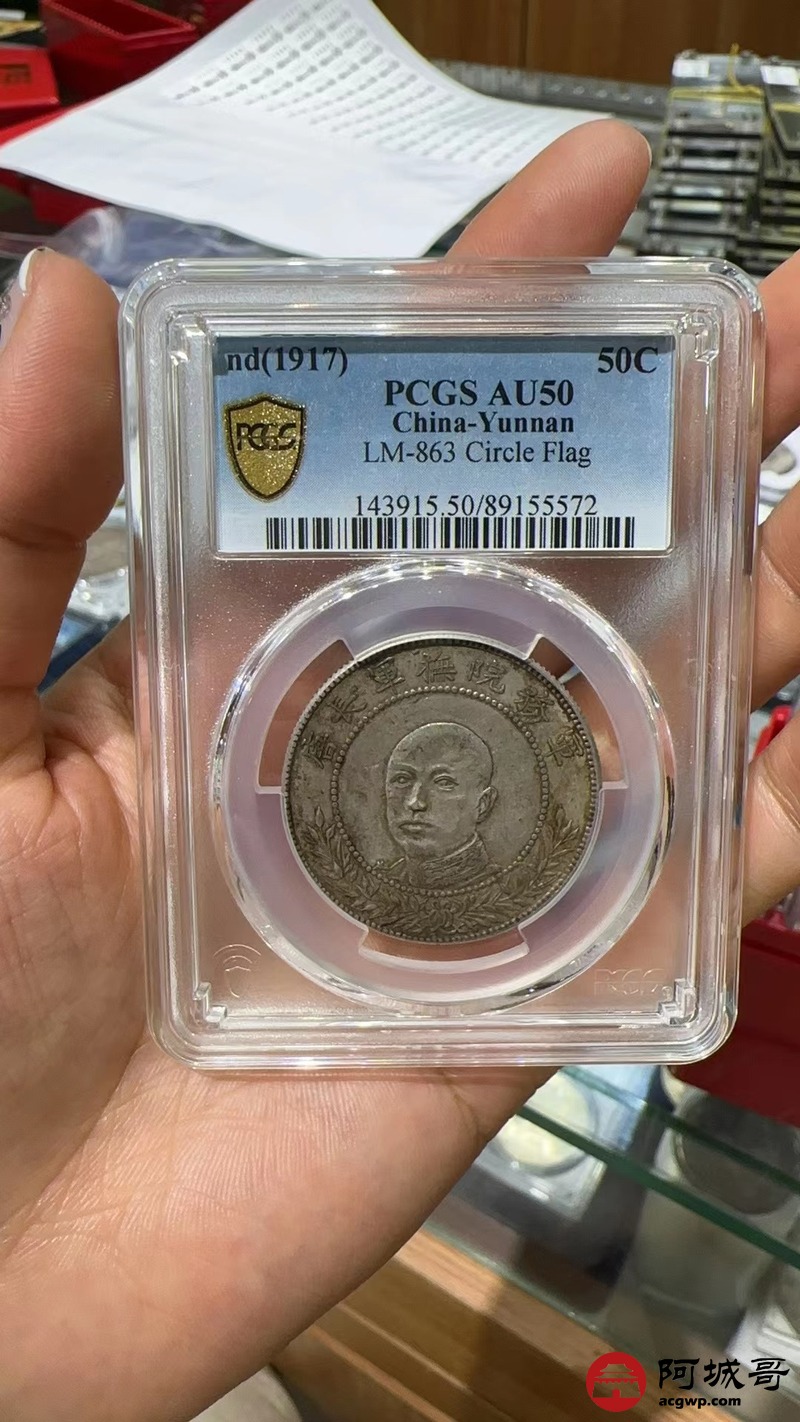 nd(1917) 50C
PCGS AU50
China-Yunnan
LM-863 Circle Flag
PCGS
143915.50/89155572
唐長軍撫院務軍
PCGS
阿城哥
acgwp.com